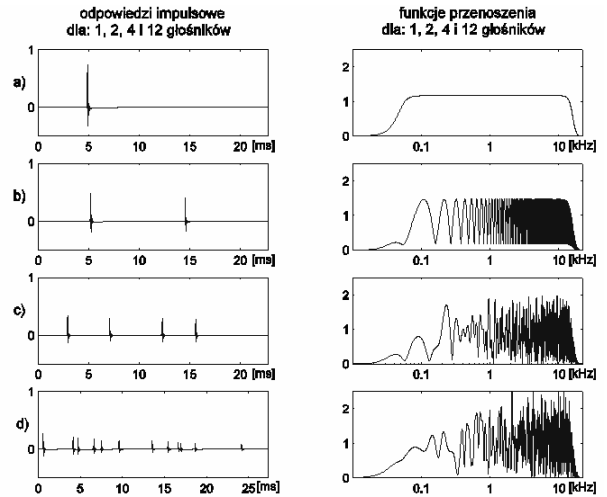 odpowiedzi impulsowe
dla: 1, 2, 4 i 12 głośników
funkcje przenoszenia
dla: 1, 2, 4 i 12 głośników
a)
1
0
0 5 10 15 20 [ms]
2
1
0
0.1 1 10 [kHz]
b)
1
0
0 5 10 15 20 [ms]
2
1
0
0.1 1 10 [kHz]
c)
1
0
0 5 10 15 20 [ms]
2
1
0
0.1 1 10 [kHz]
d)
1
0
0 5 10 15 20 25 [ms]
2
1
0
0.1 1 10 [kHz]